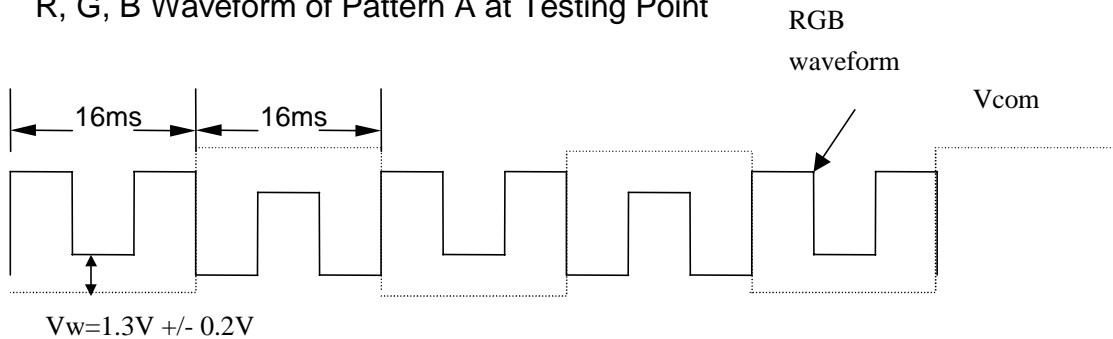 R, G, B Waveform of Pattern A at Testing Point
RGB
waveform
Vcom
16ms
16ms
Vw=1.3V +/- 0.2V